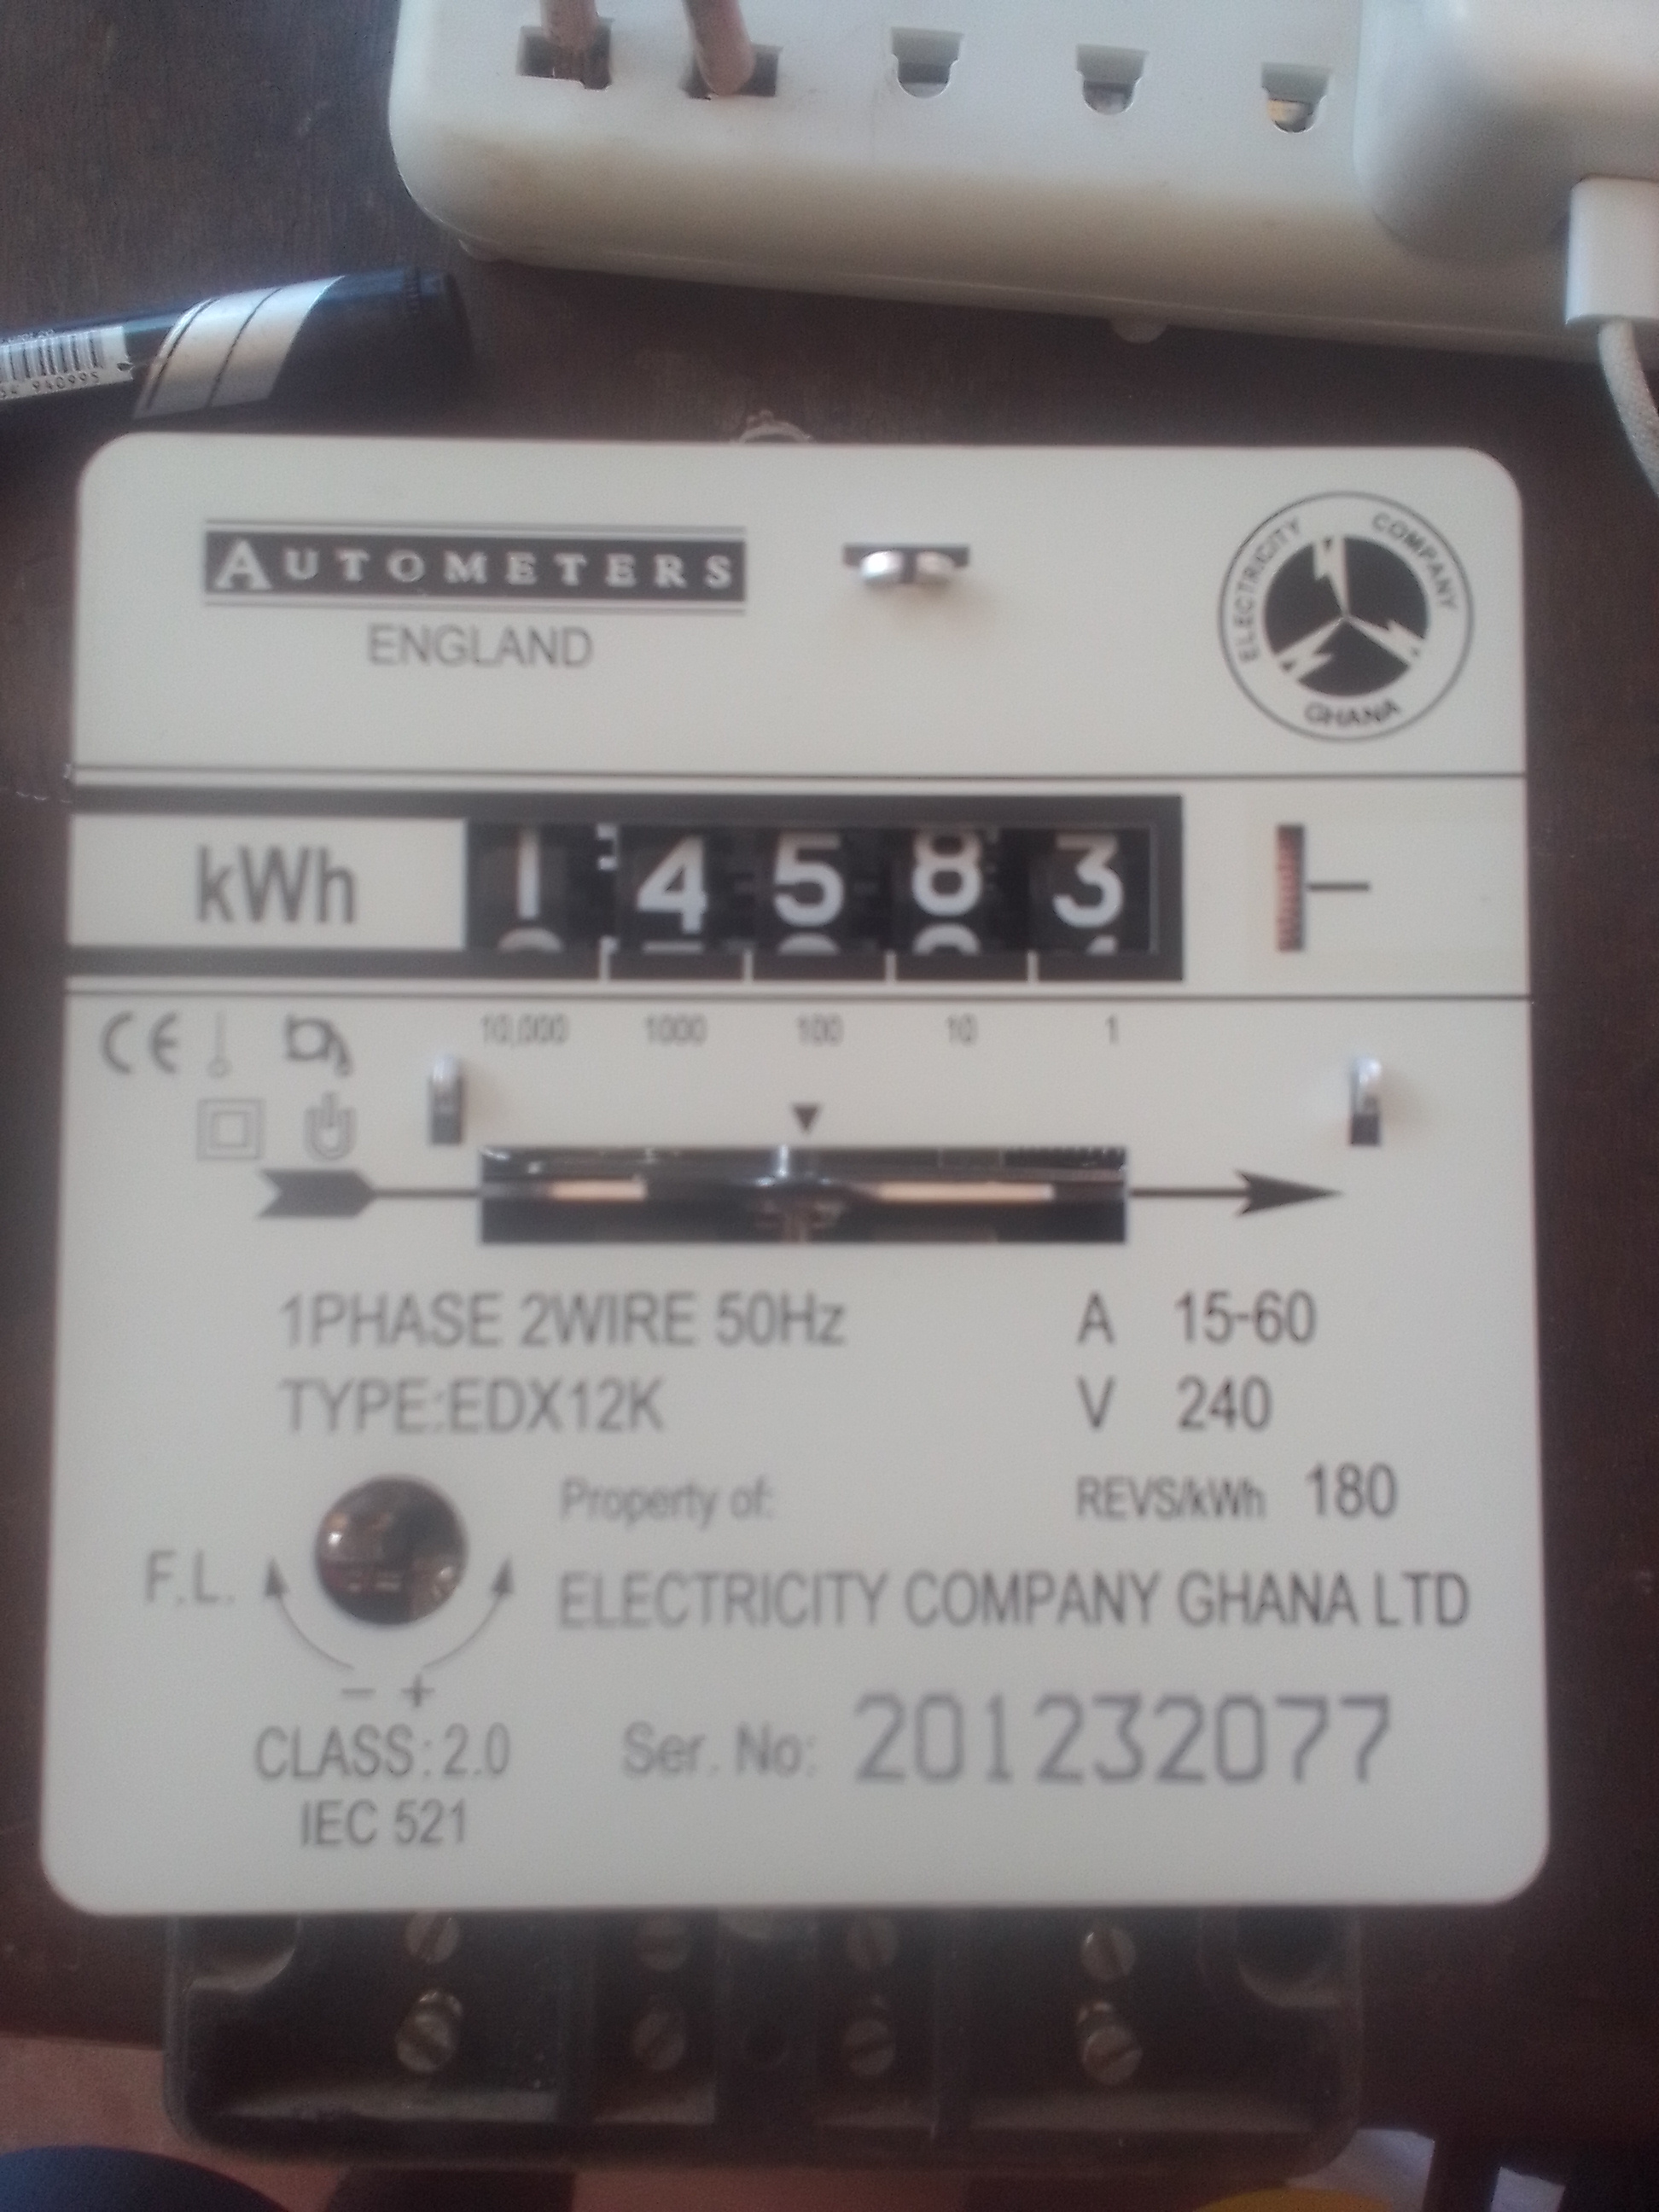 940995
AUTOMETERS
ENGLAND
ELECTRICITY COMPANY
GHANA
kWh 1 4 5 8 3
10,000 1000 100 10 1
CE
1PHASE 2WIRE 50Hz A 15-60
TYPE:EDX12K V 240
Property of: REVS/kWh 180
F.L. ELECTRICITY COMPANY GHANA LTD
- +
CLASS: 2.0 Ser. No: 201232077
IEC 521